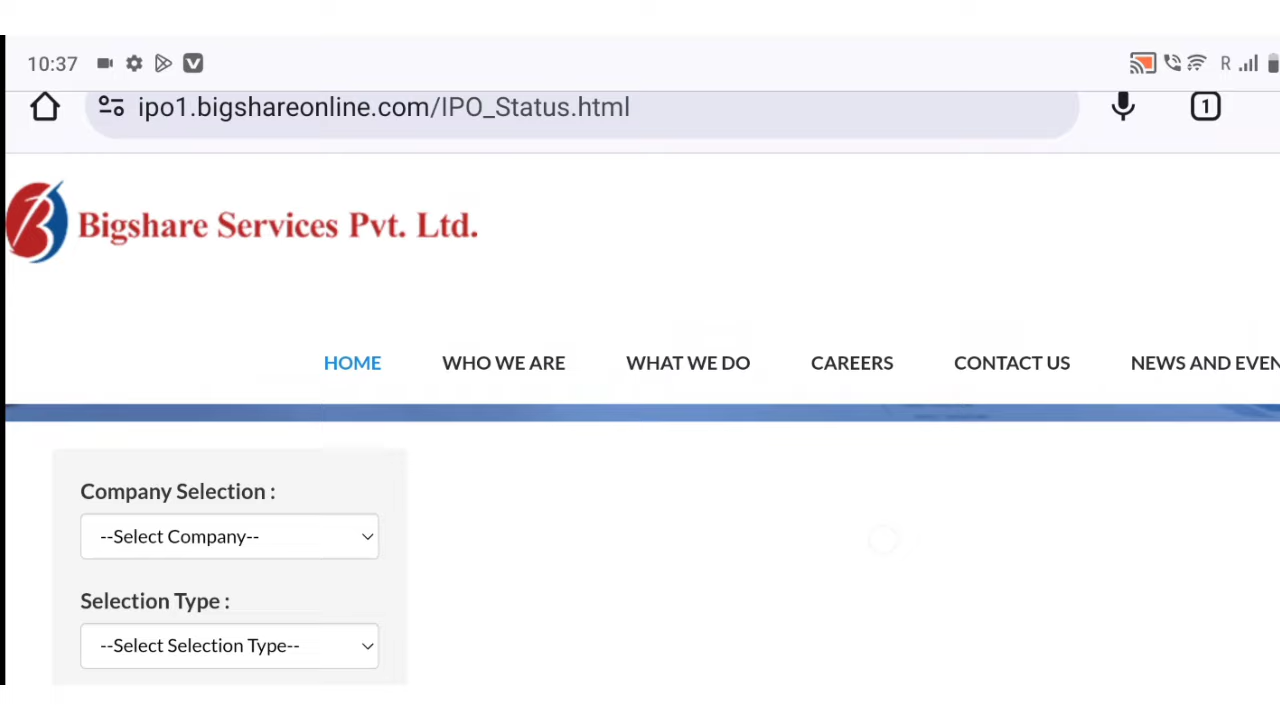 10:37 R
ipo1.bigshareonline.com/IPO_Status.html 1
Bigshare Services Pvt. Ltd.
HOME WHO WE ARE WHAT WE DO CAREERS CONTACT US NEWS AND EVEN
Company Selection :
--Select Company--
Selection Type :
--Select Selection Type--